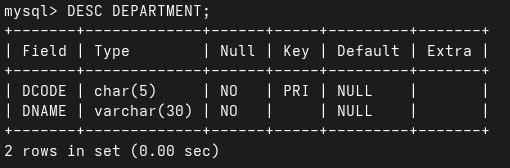 mysql> DESC DEPARTMENT;
+-------+-------------+------+-----+---------+-------+
| Field | Type        | Null | Key | Default | Extra |
+-------+-------------+------+-----+---------+-------+
| DCODE | char(5)     | NO   | PRI | NULL    |       |
| DNAME | varchar(30) | NO   |     | NULL    |       |
+-------+-------------+------+-----+---------+-------+
2 rows in set (0.00 sec)